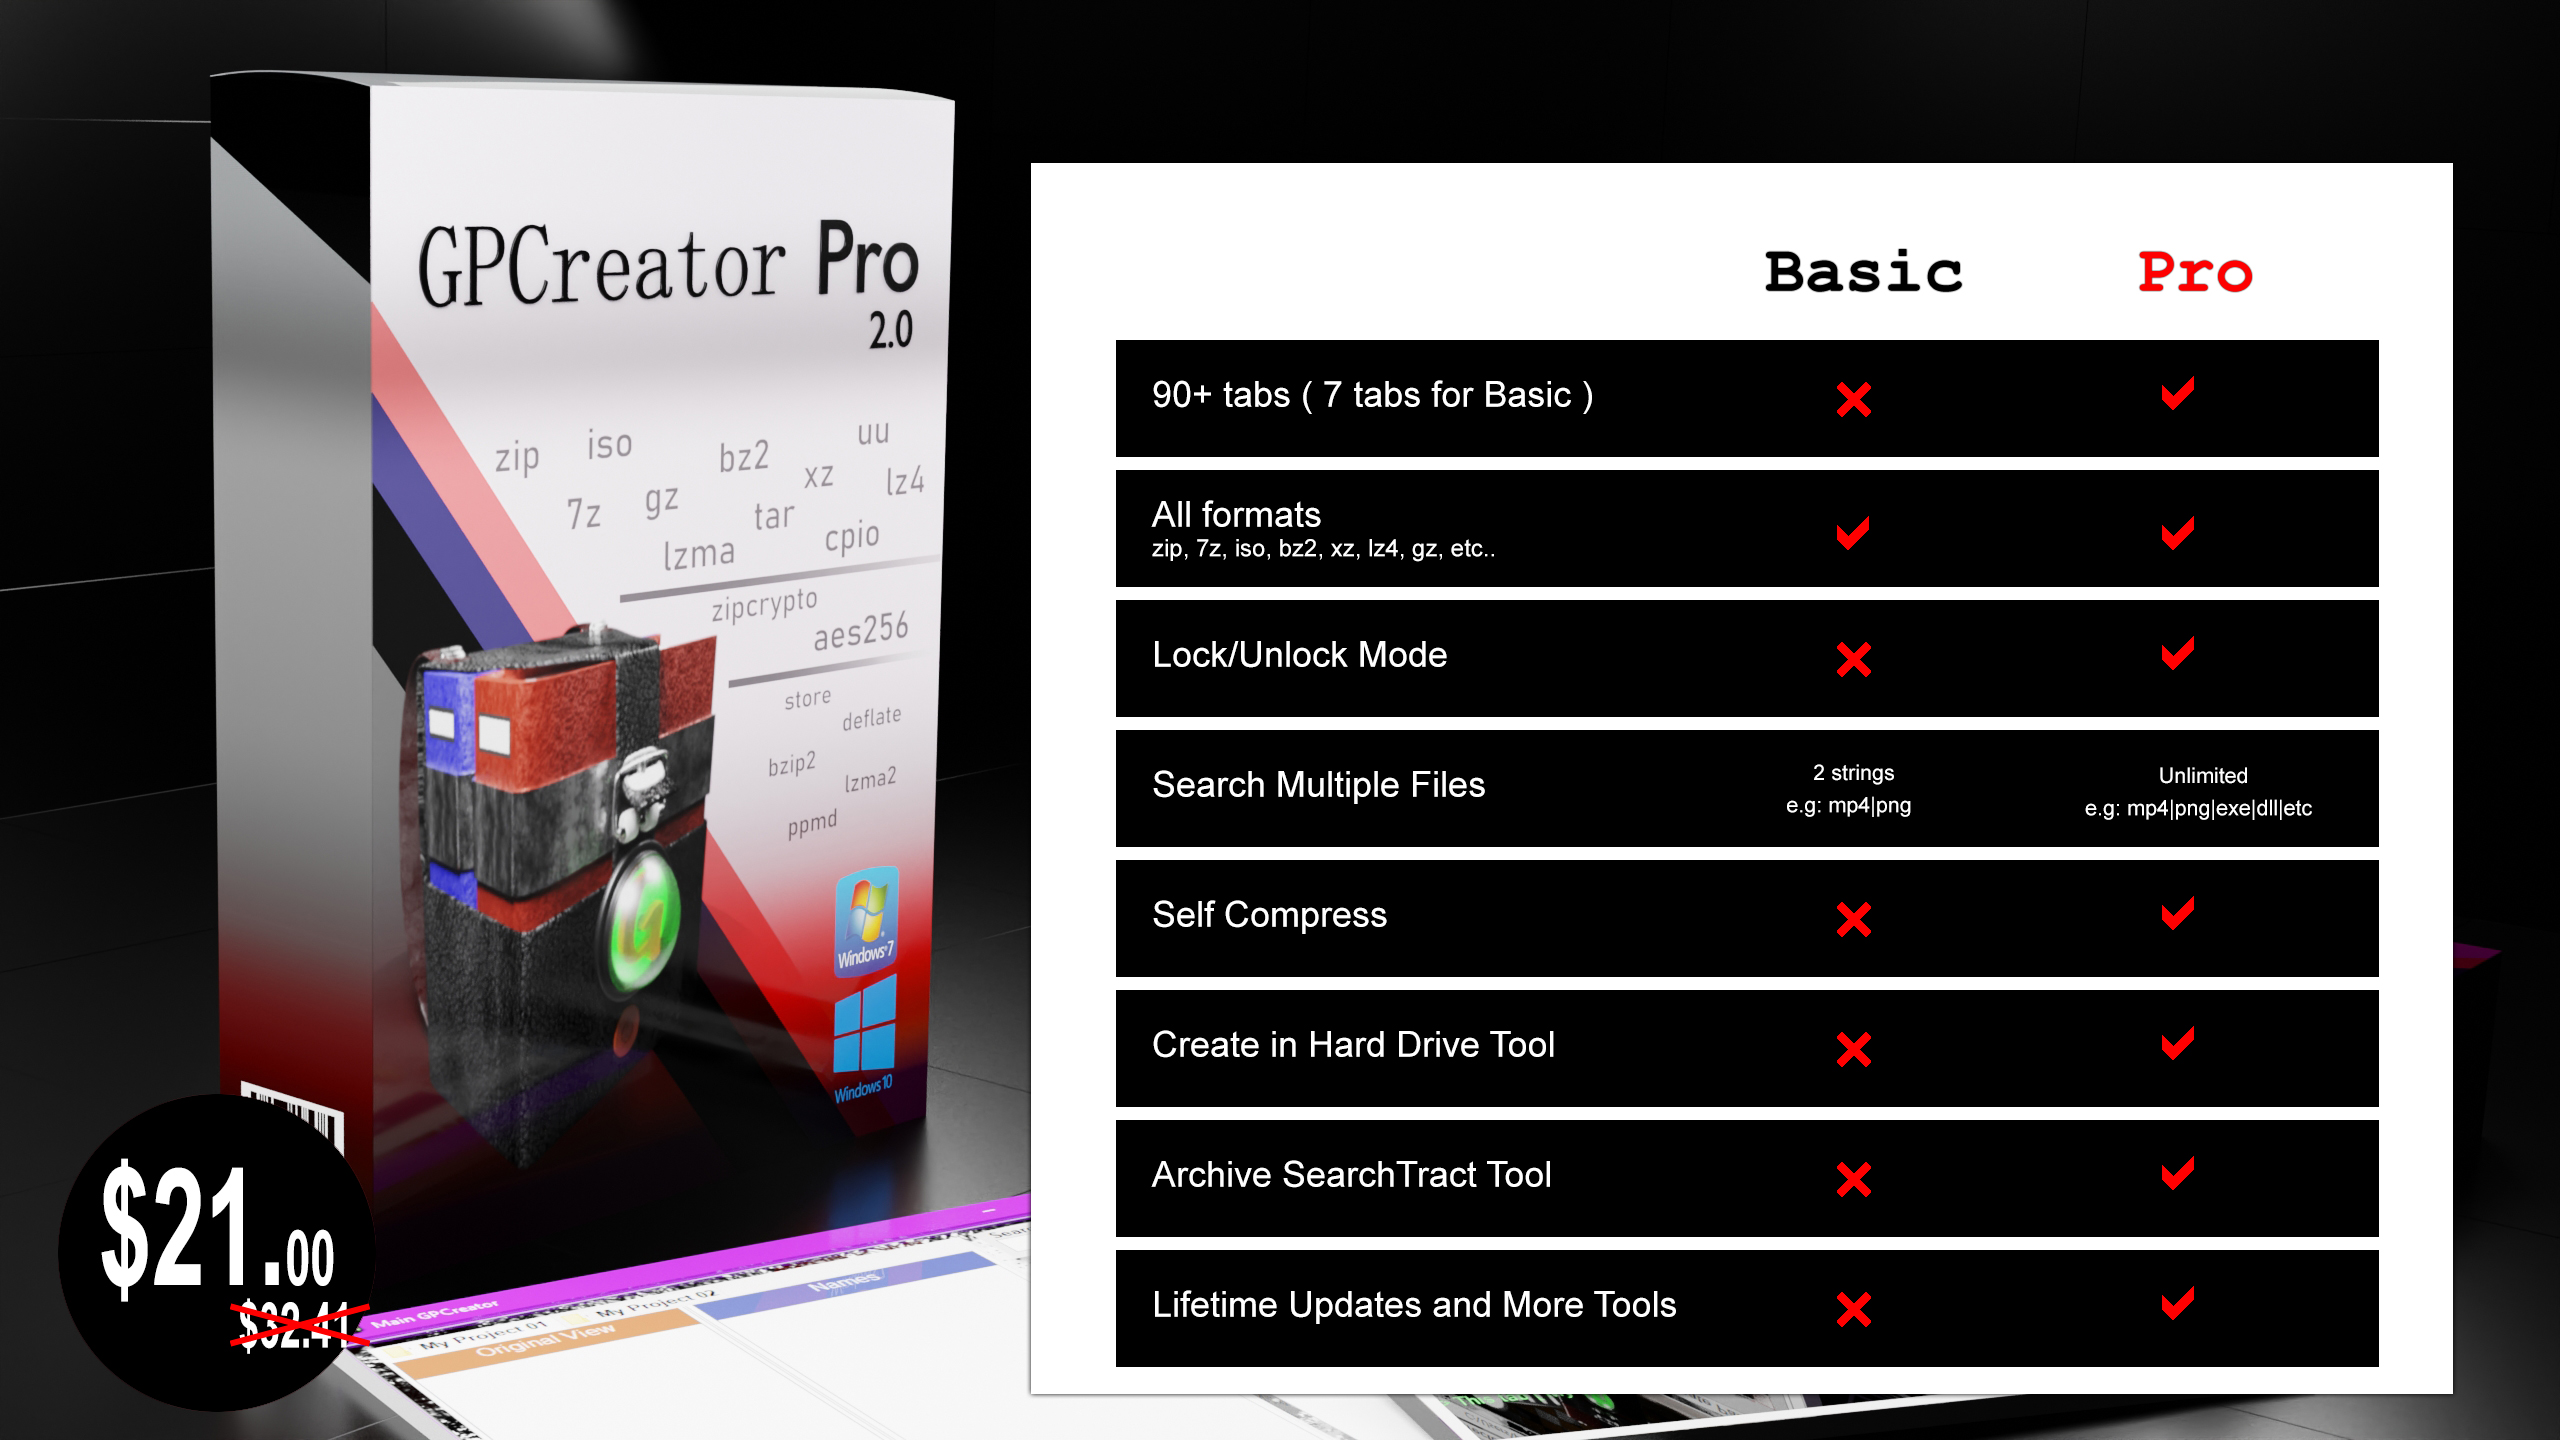 GPCreator Pro
2.0
zip iso bz2 uu
7z gz tar xz lz4
lzma cpio
zipcrypto
aes256
store
deflate
bzip2
lzma2
ppmd
Windows 7
Windows 10
$21.00
$32.41
Main GPCreator
My Project 01
My Project 02
Original View
Names
Basic Pro
90+ tabs ( 7 tabs for Basic )
All formats
zip, 7z, iso, bz2, xz, lz4, gz, etc..
Lock/Unlock Mode
Search Multiple Files
2 strings
e.g: mp4|png
Unlimited
e.g: mp4|png|exe|dll|etc
Self Compress
Create in Hard Drive Tool
Archive SearchTract Tool
Lifetime Updates and More Tools